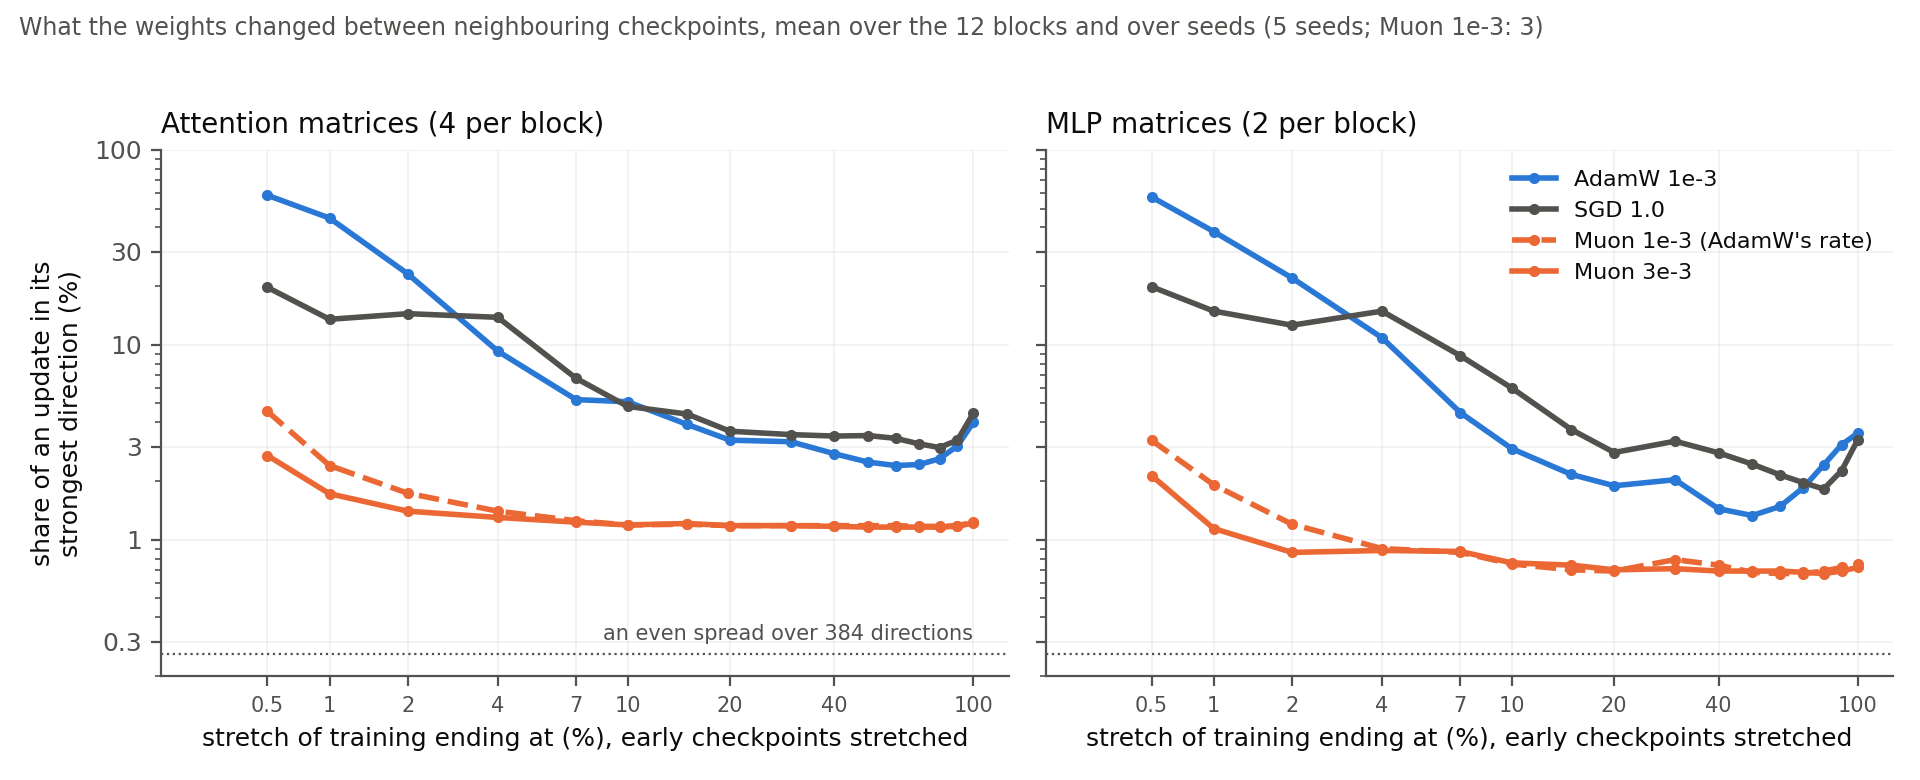 What the weights changed between neighbouring checkpoints, mean over the 12 blocks and over seeds (5 seeds; Muon 1e-3: 3)
Attention matrices (4 per block)
share of an update in its
strongest direction (%)
100
30
10
3
1
0.3
an even spread over 384 directions
0.5 1 2 4 7 10 20 40 100
stretch of training ending at (%), early checkpoints stretched
MLP matrices (2 per block)
AdamW 1e-3
SGD 1.0
Muon 1e-3 (AdamW's rate)
Muon 3e-3
0.5 1 2 4 7 10 20 40 100
stretch of training ending at (%), early checkpoints stretched